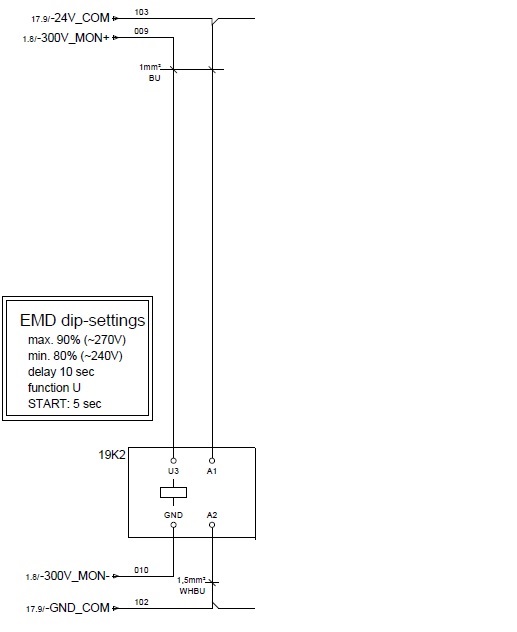 17.9/-24V_COM 103
1.8/-300V_MON+ 009
1mm²
BU
EMD dip-settings
max. 90% (~270V)
min. 80% (~240V)
delay 10 sec
function U
START: 5 sec
19K2
U3 A1
GND A2
1.8/-300V_MON- 010
1,5mm²
WHBU
17.9/-GND_COM 102